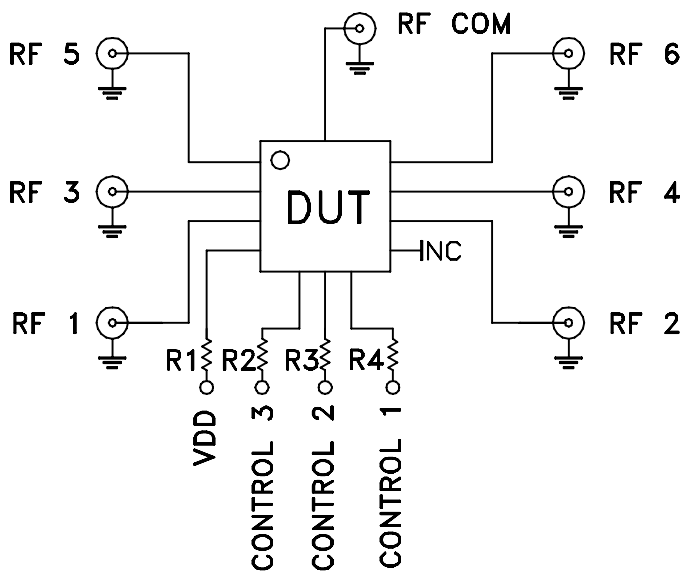 RF COM
RF 5
RF 6
RF 3
DUT
RF 4
NC
RF 1
RF 2
R1
R2
R3
R4
VDD
CONTROL 3
CONTROL 2
CONTROL 1